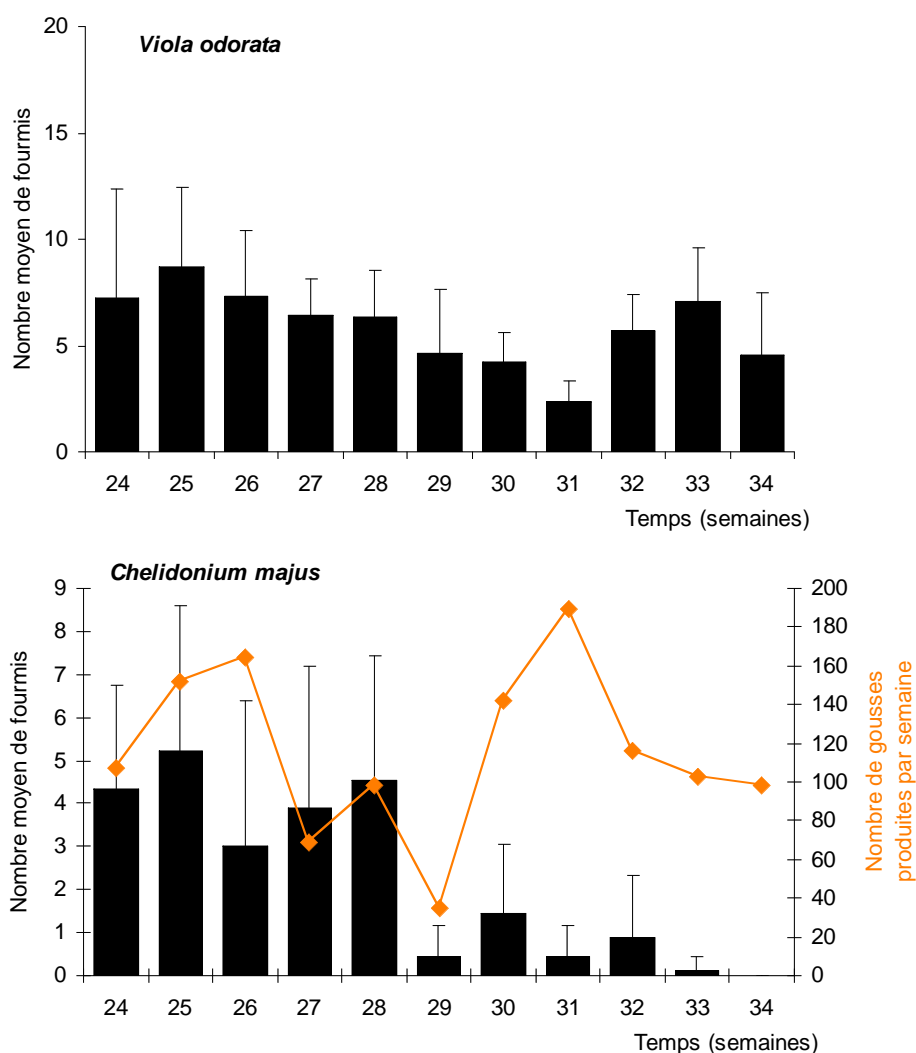 Viola odorata
Nombre moyen de fourmis
20
15
10
5
0
24 25 26 27 28 29 30 31 32 33 34
Temps (semaines)
Chelidonium majus
Nombre moyen de fourmis
9
8
7
6
5
4
3
2
1
0
200
180
160
140
120
100
80
60
40
20
0
Nombre de gousses
produites par semaine
24 25 26 27 28 29 30 31 32 33 34
Temps (semaines)